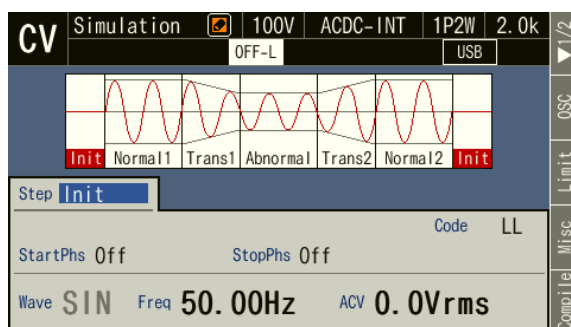 CV Simulation 100V ACDC-INT 1P2W 2.0k
OFF-L USB
▼1/2
OSC
Limit
Misc
Compile
Init Normal1 Trans1 Abnormal Trans2 Normal2 Init
Step Init
Code LL
StartPhs Off StopPhs Off
Wave SIN Freq 50.00Hz ACV 0.0Vrms